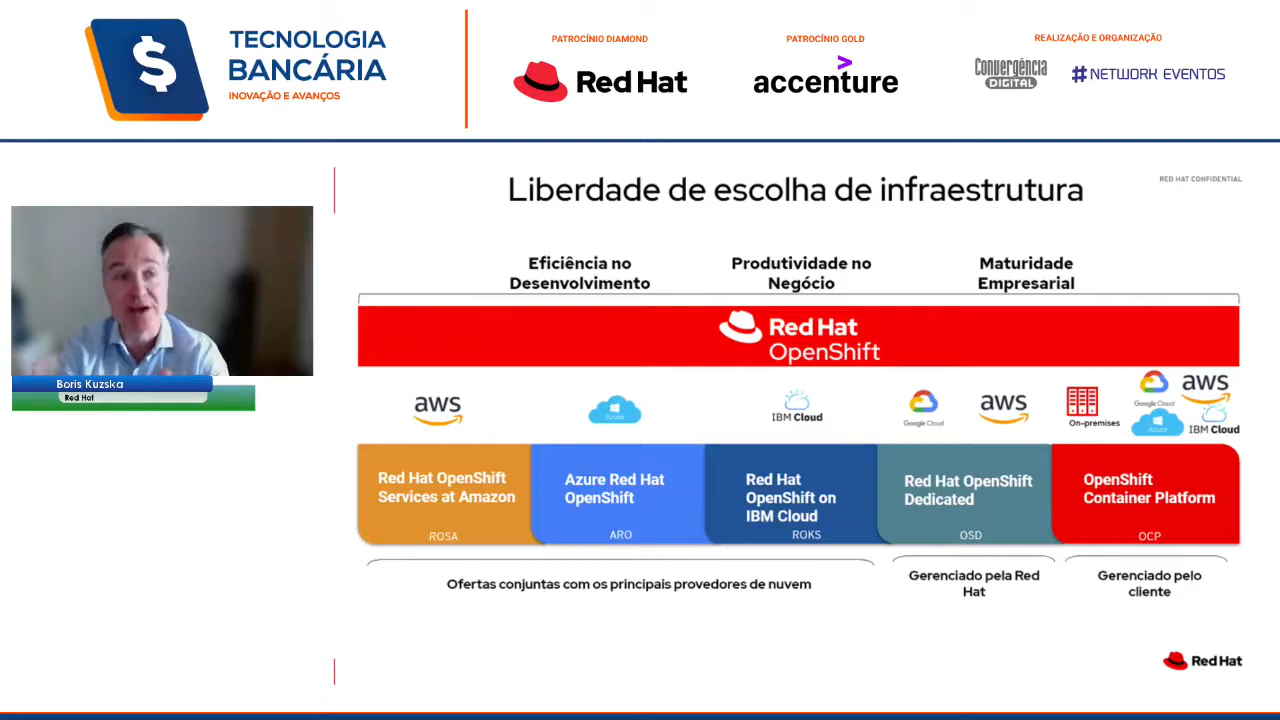 TECNOLOGIA
BANCÁRIA
INOVAÇÃO E AVANÇOS
PATROCÍNIO DIAMOND
Red Hat
PATROCÍNIO GOLD
accenture
REALIZAÇÃO E ORGANIZAÇÃO
Convergência
DIGITAL
NETWORK EVENTOS
Boris Kuzska
Red Hat
Liberdade de escolha de infraestrutura
RED HAT CONFIDENTIAL
Eficiência no
Desenvolvimento
Produtividade no
Negócio
Maturidade
Empresarial
Red Hat
OpenShift
aws
Azure
IBM Cloud
Google Cloud
aws
On-premises
Google Cloud
aws
Azure
IBM Cloud
Red Hat OpenShift
Services at Amazon
ROSA
Azure Red Hat
OpenShift
ARO
Red Hat
OpenShift on
IBM Cloud
ROKS
Red Hat OpenShift
Dedicated
OSD
OpenShift
Container Platform
OCP
Ofertas conjuntas com os principais provedores de nuvem
Gerenciado pela Red
Hat
Gerenciado pelo
cliente
Red Hat